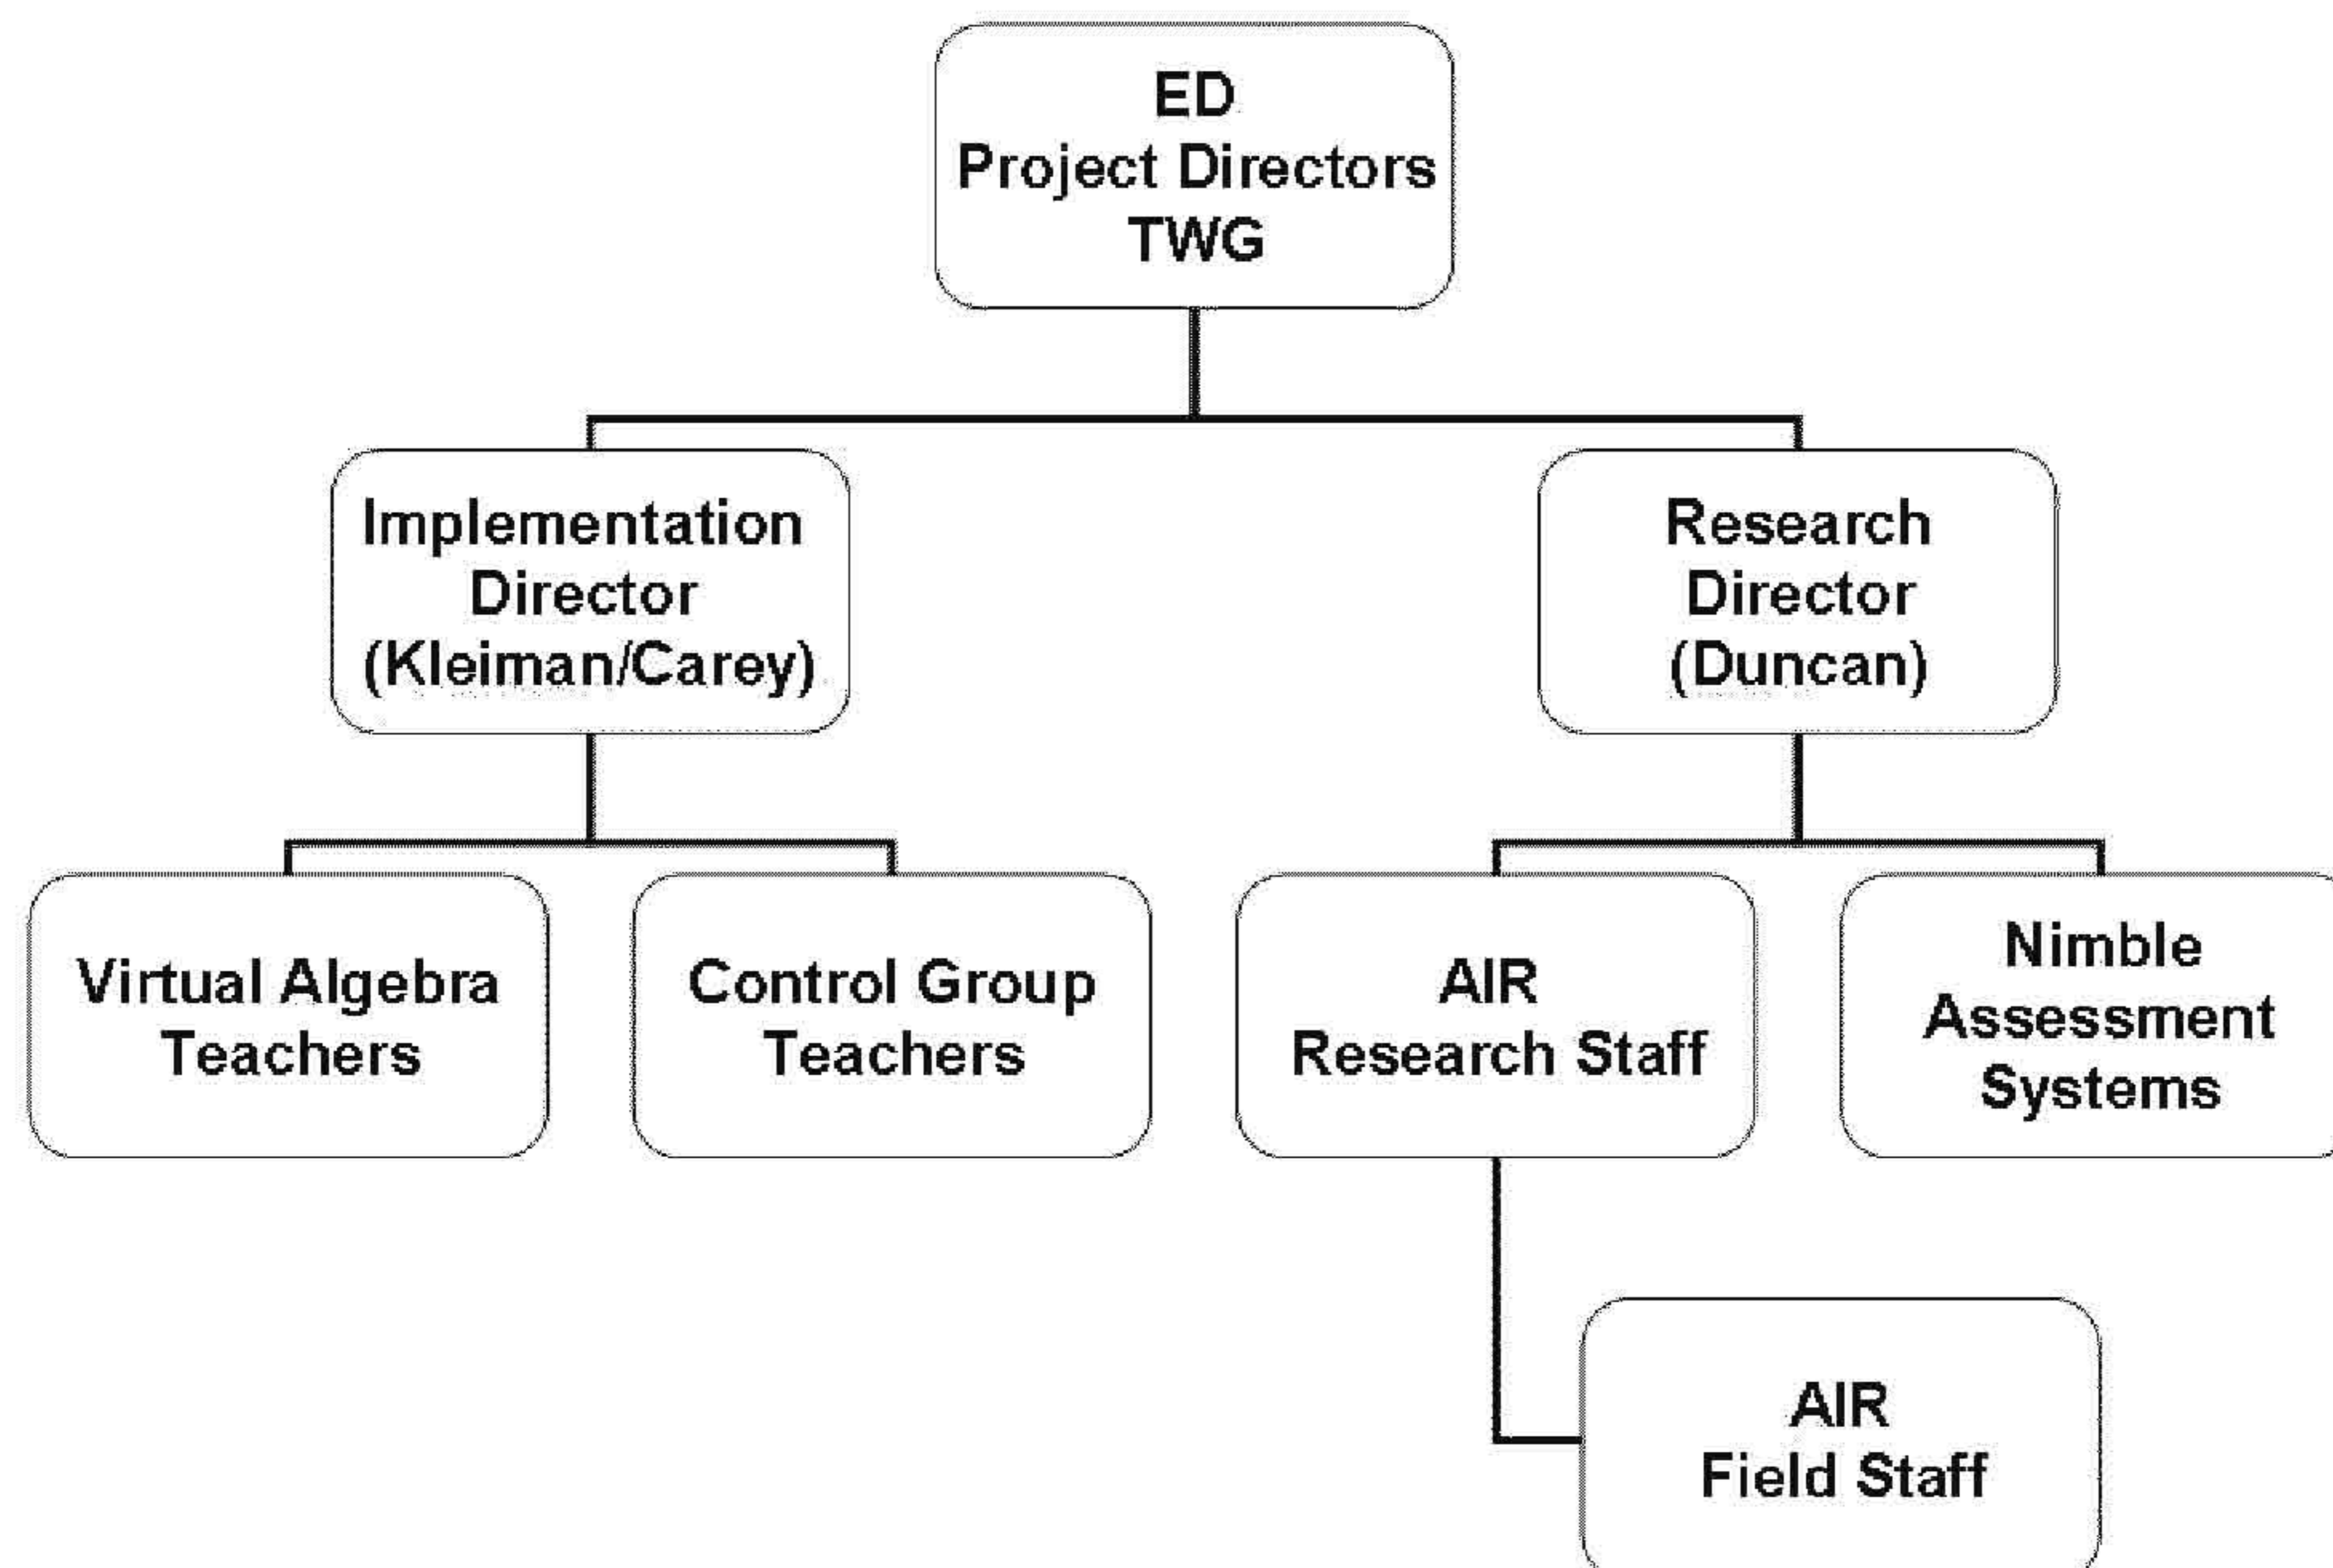 ED
Project Directors
TWG
Implementation
Director
(Kleiman/Carey)
Research
Director
(Duncan)
Virtual Algebra
Teachers
Control Group
Teachers
AIR
Research Staff
Nimble
Assessment
Systems
AIR
Field Staff